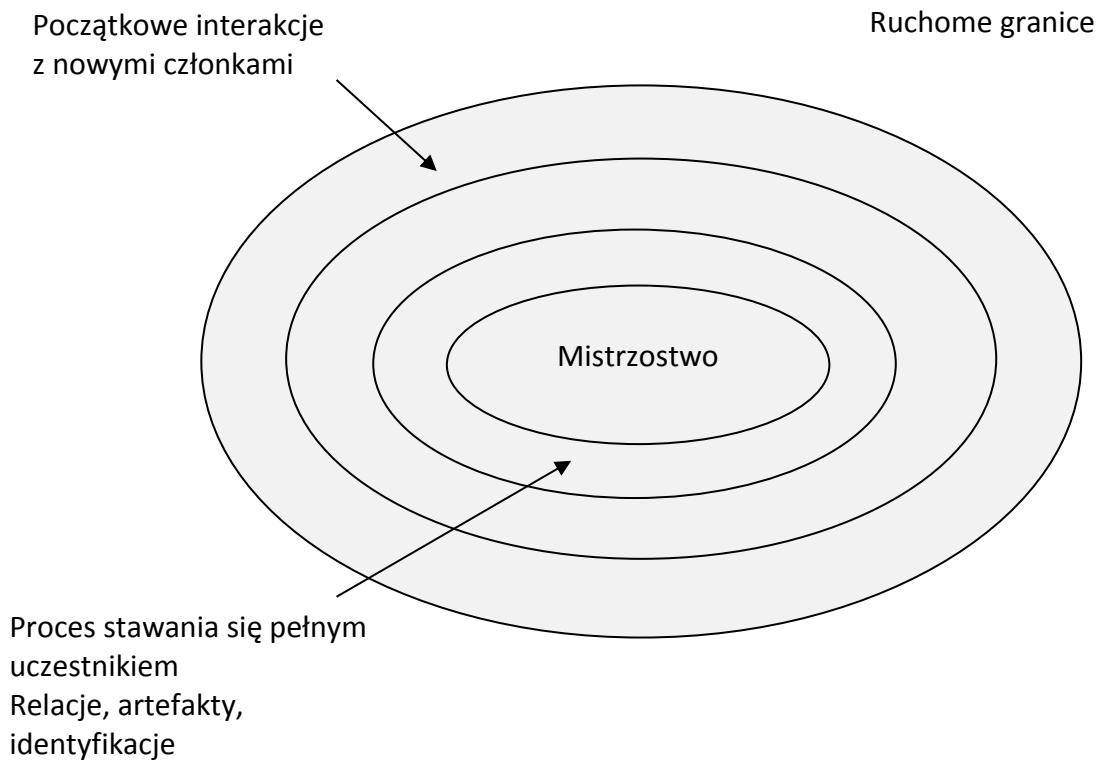 Początkowe interakcje
z nowymi członkami
Ruchome granice
Mistrzostwo
Proces stawania się pełnym
uczestnikiem
Relacje, artefakty,
identyfikacje